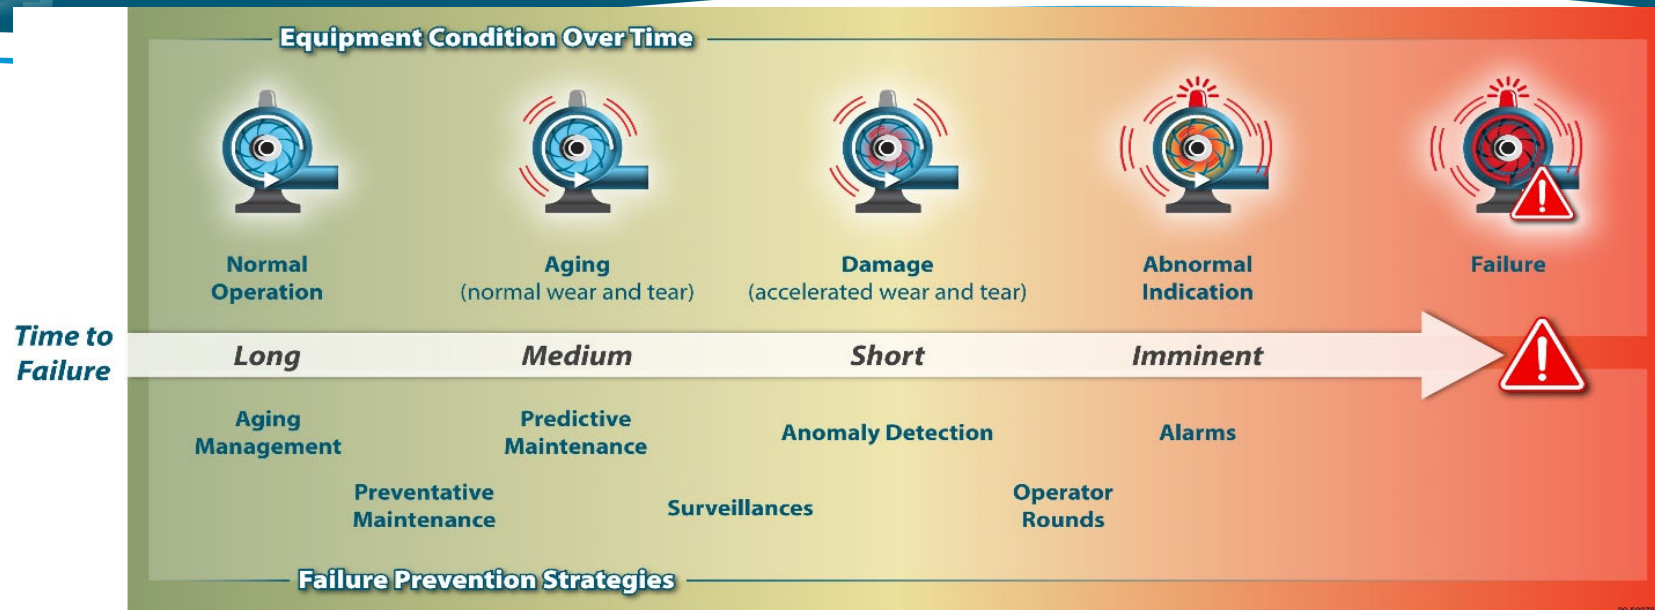 Equipment Condition Over Time
Normal
Operation
Aging
(normal wear and tear)
Damage
(accelerated wear and tear)
Abnormal
Indication
Failure
Time to
Failure
Long
Medium
Short
Imminent
Aging
Management
Predictive
Maintenance
Anomaly Detection
Alarms
Preventative
Maintenance
Surveillances
Operator
Rounds
Failure Prevention Strategies